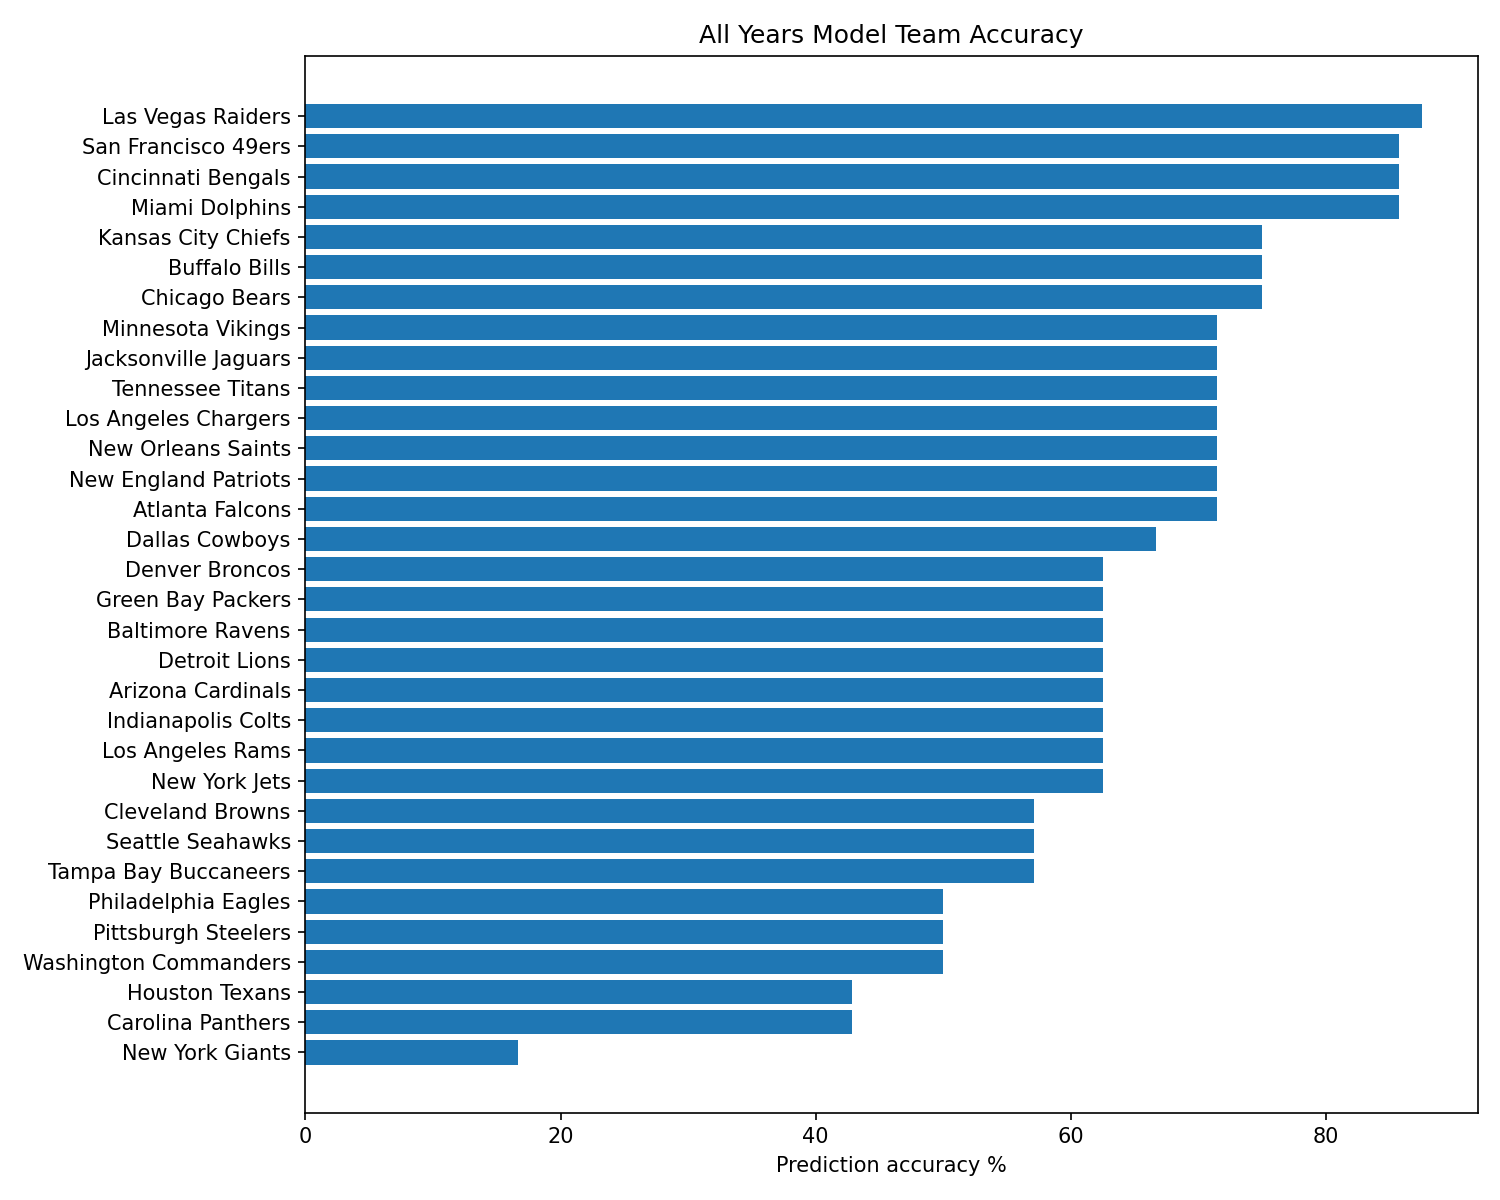 All Years Model Team Accuracy
Las Vegas Raiders
San Francisco 49ers
Cincinnati Bengals
Miami Dolphins
Kansas City Chiefs
Buffalo Bills
Chicago Bears
Minnesota Vikings
Jacksonville Jaguars
Tennessee Titans
Los Angeles Chargers
New Orleans Saints
New England Patriots
Atlanta Falcons
Dallas Cowboys
Denver Broncos
Green Bay Packers
Baltimore Ravens
Detroit Lions
Arizona Cardinals
Indianapolis Colts
Los Angeles Rams
New York Jets
Cleveland Browns
Seattle Seahawks
Tampa Bay Buccaneers
Philadelphia Eagles
Pittsburgh Steelers
Washington Commanders
Houston Texans
Carolina Panthers
New York Giants
0 20 40 60 80
Prediction accuracy %